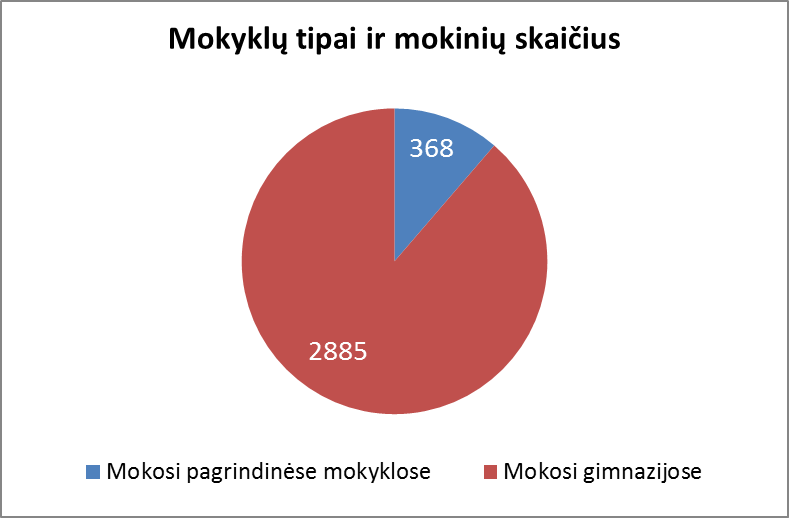 Mokyklų tipai ir mokinių skaičius
368
2885
Mokosi pagrindinėse mokyklose
Mokosi gimnazijose